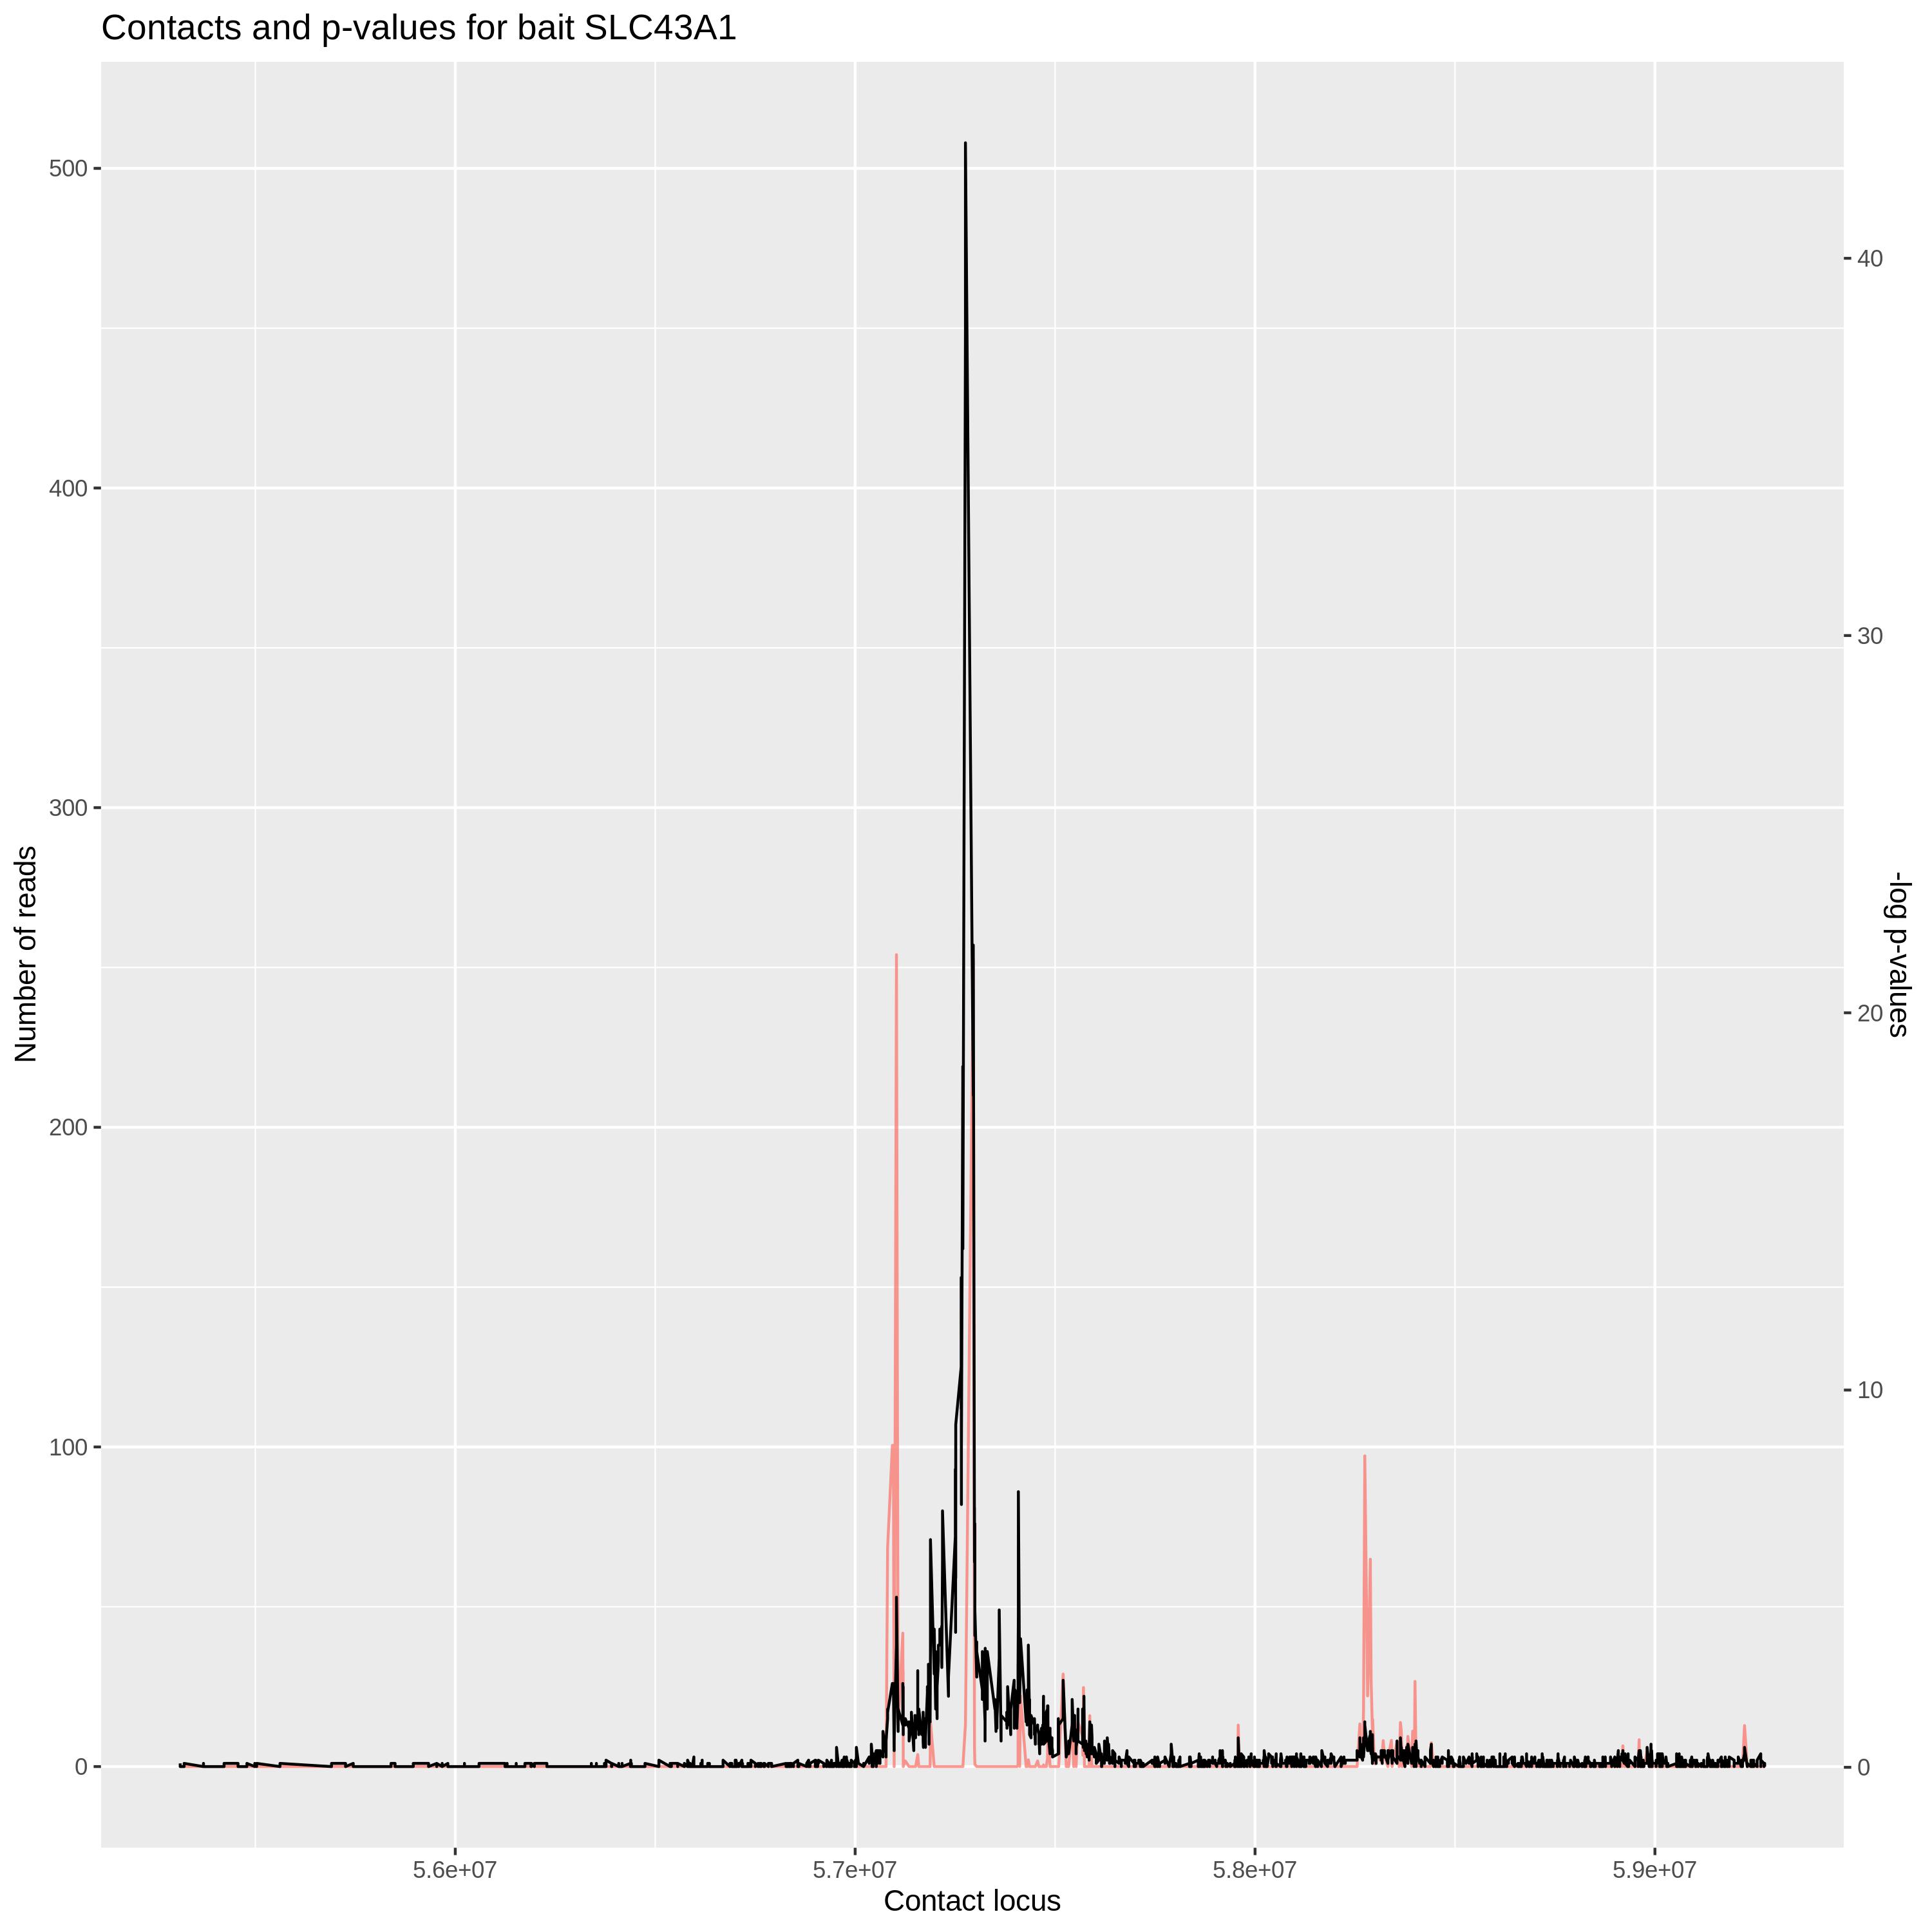 Contacts and p-values for bait SLC43A1
500
400
300
200
100
0
Number of reads
40
30
20
10
0
-log p-values
5.6e+07
5.7e+07
5.8e+07
5.9e+07
Contact locus